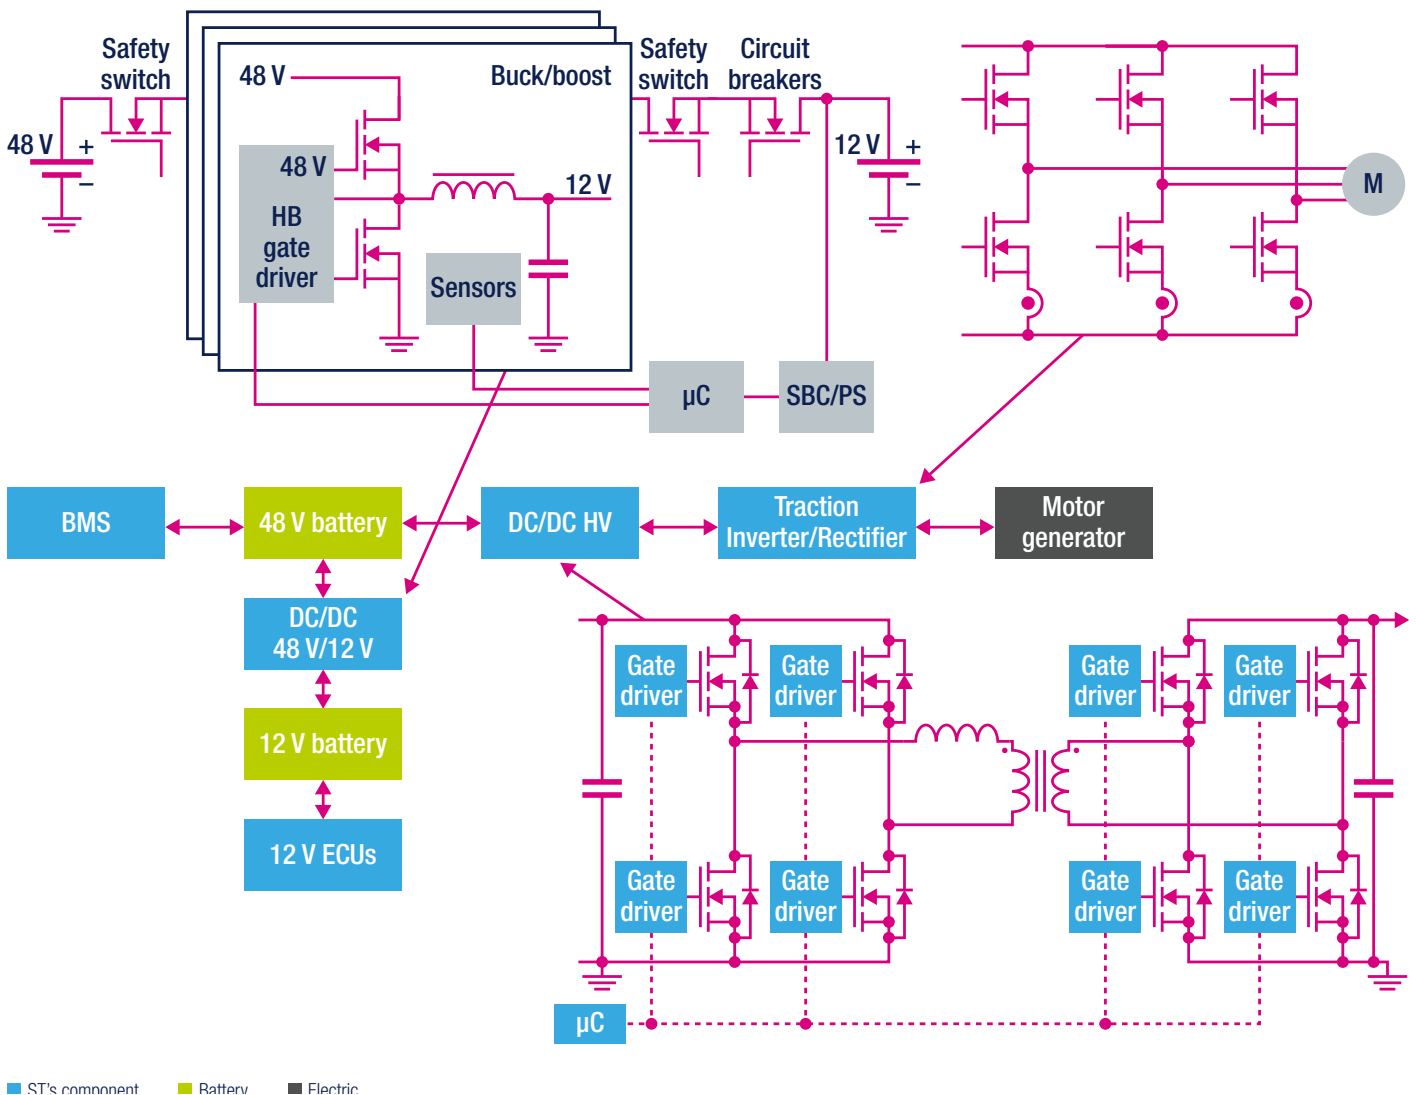 Safety
switch
48 V
Buck/boost
Safety
switch
Circuit
breakers
48 V
+
−
48 V
HB
gate
driver
12 V
Sensors
12 V
+
−
M
µC
SBC/PS
BMS
48 V battery
DC/DC HV
Traction
Inverter/Rectifier
Motor
generator
DC/DC
48 V/12 V
12 V battery
12 V ECUs
Gate
driver
Gate
driver
Gate
driver
Gate
driver
Gate
driver
Gate
driver
Gate
driver
Gate
driver
µC
ST's component
Battery
Electric